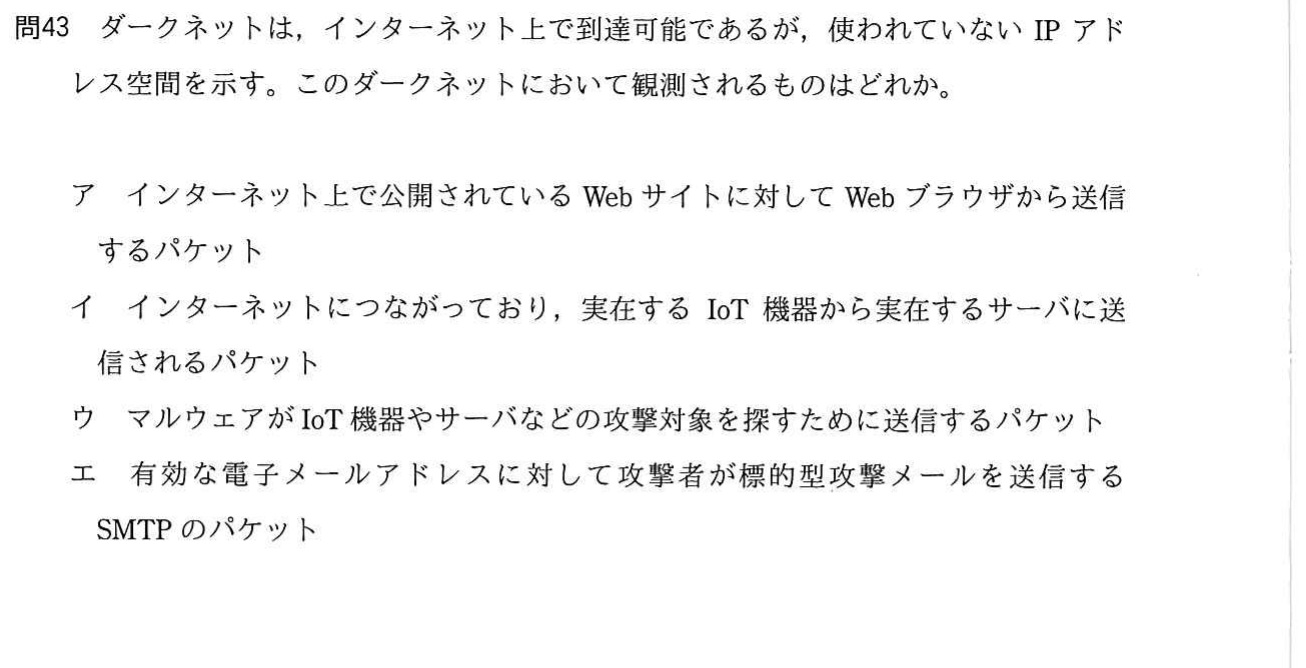 問43　ダークネットは，インターネット上で到達可能であるが，使われていない IP アド
レス空間を示す。このダークネットにおいて観測されるものはどれか。
ア　インターネット上で公開されている Web サイトに対して Web ブラウザから送信
するパケット
イ　インターネットにつながっており，実在する IoT 機器から実在するサーバに送
信されるパケット
ウ　マルウェアが IoT 機器やサーバなどの攻撃対象を探すために送信するパケット
エ　有効な電子メールアドレスに対して攻撃者が標的型攻撃メールを送信する
SMTP のパケット